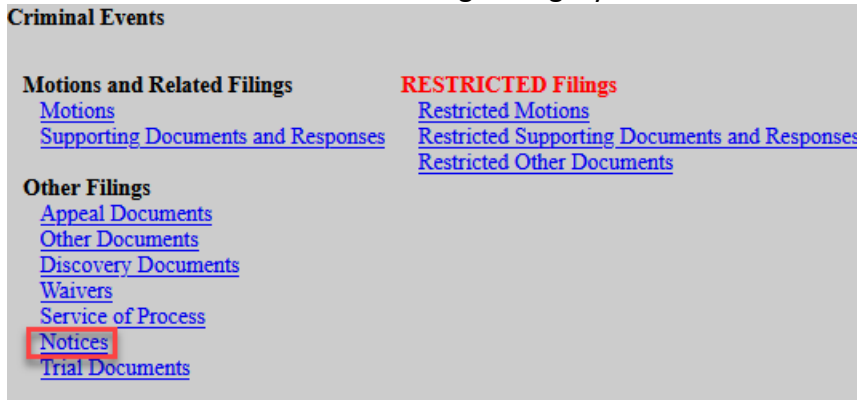 Criminal Events
Motions and Related Filings
Motions
Supporting Documents and Responses
RESTRICTED Filings
Restricted Motions
Restricted Supporting Documents and Responses
Restricted Other Documents
Other Filings
Appeal Documents
Other Documents
Discovery Documents
Waivers
Service of Process
Notices
Trial Documents